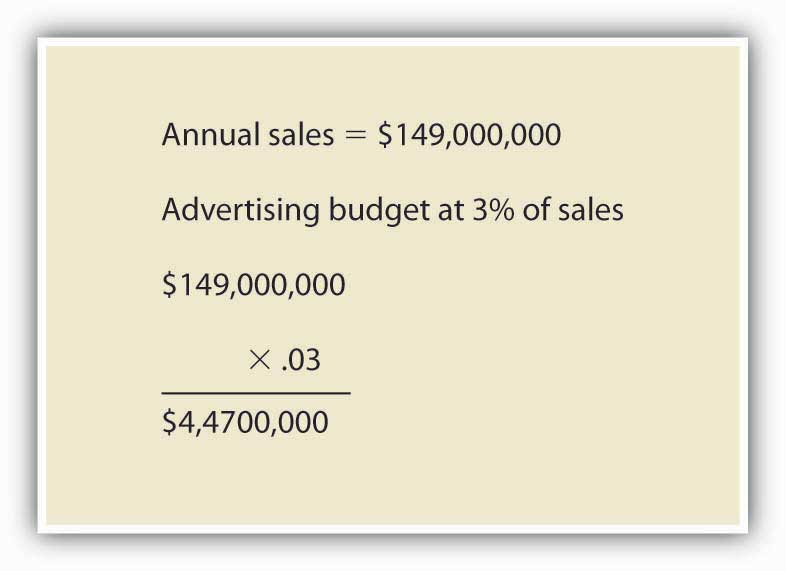 Annual sales = $149,000,000
Advertising budget at 3% of sales
$149,000,000
× .03
$4,4700,000